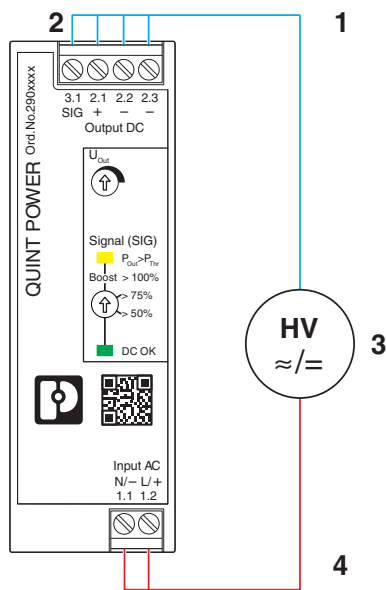 2 1
3.1 2.1 2.2 2.3
SIG + − −
Output DC
QUINT POWER Ord.No.290xxxx
UOut
Signal (SIG)
POut>PThr
Boost > 100%
> 75%
> 50%
DC OK
HV
≈/=
3
Input AC
N/− L/+
1.1 1.2
4